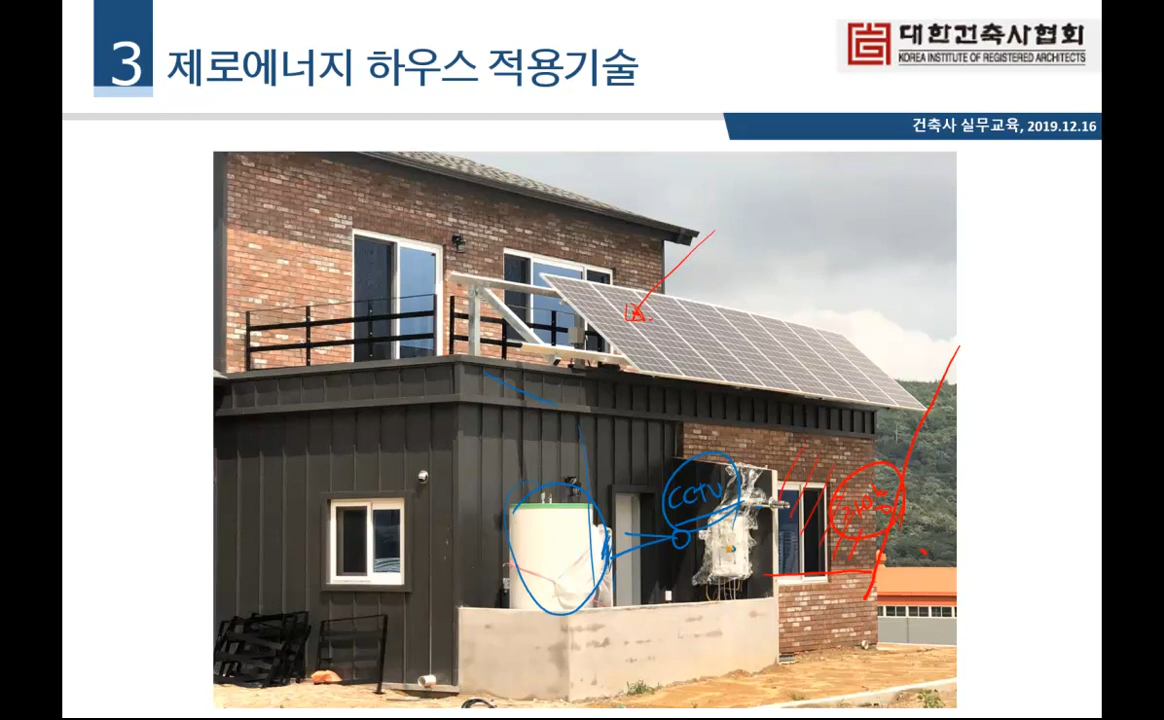 3 제로에너지 하우스 적용기술
대한건축사협회
KOREA INSTITUTE OF REGISTERED ARCHITECTS
건축사 실무교육, 2019.12.16
CCTV